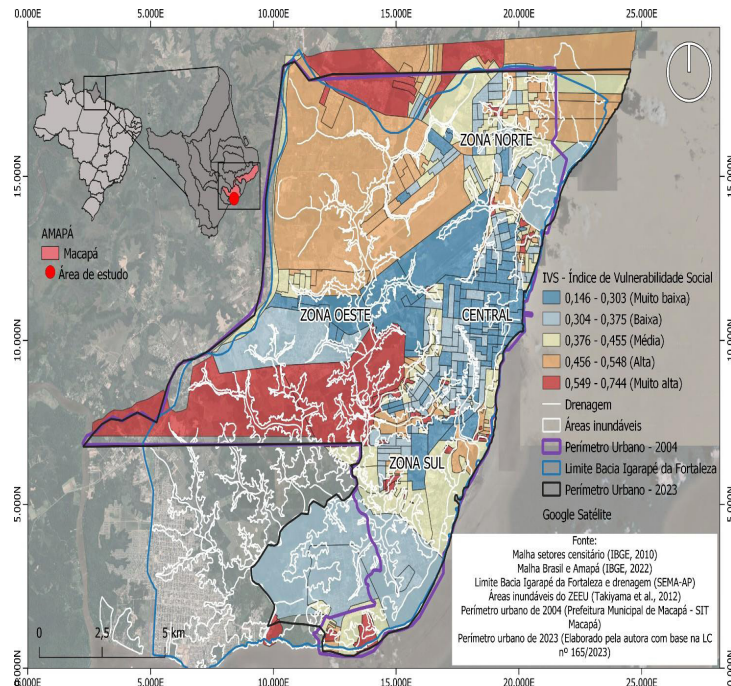 0.000E
5.000E
10.000E
15.000E
20.000E
25.000E
15.000N
10.000N
5.000N
0.000N
15.000N
10.000N
5.000N
ZONA NORTE
ZONA OESTE
CENTRAL
ZONA SUL
AMAPÁ
Macapá
Área de estudo
IVS - Índice de Vulnerabilidade Social
0,146 - 0,303 (Muito baixa)
0,304 - 0,375 (Baixa)
0,376 - 0,455 (Média)
0,456 - 0,548 (Alta)
0,549 - 0,744 (Muito alta)
Drenagem
Áreas inundáveis
Perímetro Urbano - 2004
Limite Bacia Igarapé da Fortaleza
Perímetro Urbano - 2023
Google Satélite
Fonte:
Malha setores censitário (IBGE, 2010)
Malha Brasil e Amapá (IBGE, 2022)
Limite Bacia Igarapé da Fortaleza e drenagem (SEMA-AP)
Áreas inundáveis do ZEEU (Takiyama et al., 2012)
Perímetro urbano de 2004 (Prefeitura Municipal de Macapá - SIT
Macapá)
Perímetro urbano de 2023 (Elaborado pela autora com base na LC
nº 165/2023)
0 2,5 5 km
0.000E
5.000E
10.000E
15.000E
20.000E
25.000E